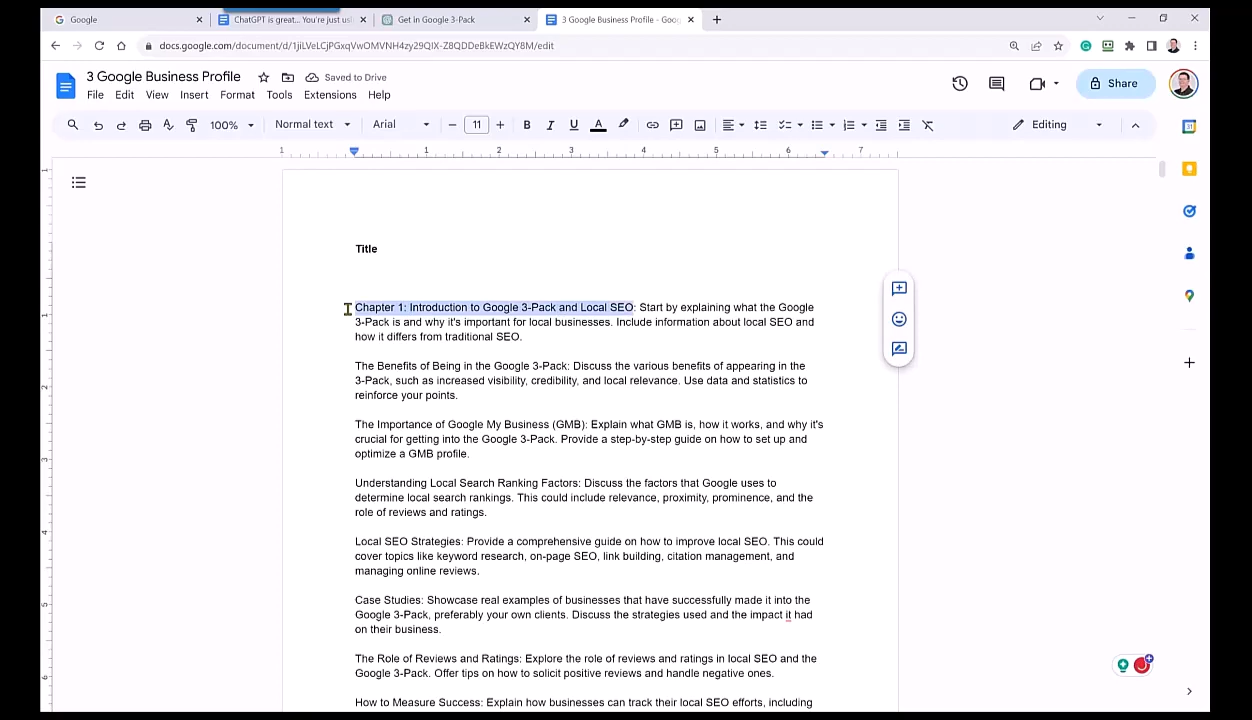 Google
ChatGPT is great... You're just usi
Get in Google 3-Pack
3 Google Business Profile - Goog
docs.google.com/document/d/1jiLVeLCjPGxqVwOMVNH4zy29QIX-Z8QDDeBkEWzQY8M/edit
3 Google Business Profile
Saved to Drive
File Edit View Insert Format Tools Extensions Help
Share
100% Normal text Arial 11 Editing
1 1 2 3 4 5 6 7
Title
Chapter 1: Introduction to Google 3-Pack and Local SEO: Start by explaining what the Google
3-Pack is and why it's important for local businesses. Include information about local SEO and
how it differs from traditional SEO.
The Benefits of Being in the Google 3-Pack: Discuss the various benefits of appearing in the
3-Pack, such as increased visibility, credibility, and local relevance. Use data and statistics to
reinforce your points.
The Importance of Google My Business (GMB): Explain what GMB is, how it works, and why it's
crucial for getting into the Google 3-Pack. Provide a step-by-step guide on how to set up and
optimize a GMB profile.
Understanding Local Search Ranking Factors: Discuss the factors that Google uses to
determine local search rankings. This could include relevance, proximity, prominence, and the
role of reviews and ratings.
Local SEO Strategies: Provide a comprehensive guide on how to improve local SEO. This could
cover topics like keyword research, on-page SEO, link building, citation management, and
managing online reviews.
Case Studies: Showcase real examples of businesses that have successfully made it into the
Google 3-Pack, preferably your own clients. Discuss the strategies used and the impact it had
on their business.
The Role of Reviews and Ratings: Explore the role of reviews and ratings in local SEO and the
Google 3-Pack. Offer tips on how to solicit positive reviews and handle negative ones.
How to Measure Success: Explain how businesses can track their local SEO efforts, including